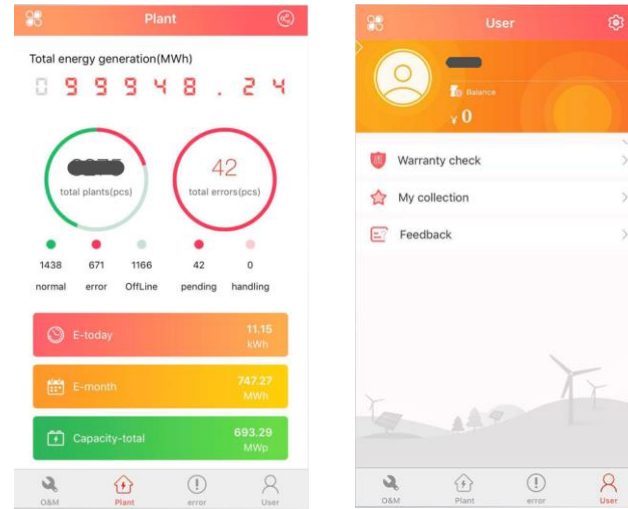 Plant
Total energy generation(MWh)
099948.24
total plants(pcs)
42
total errors(pcs)
1438 671 1166 42 0
normal error OffLine pending handling
E-today 11.15 kWh
E-month 747.27 MWh
Capacity-total 693.29 MWp
O&M Plant error User
User
Balance
¥ 0
Warranty check
My collection
Feedback
O&M Plant error User